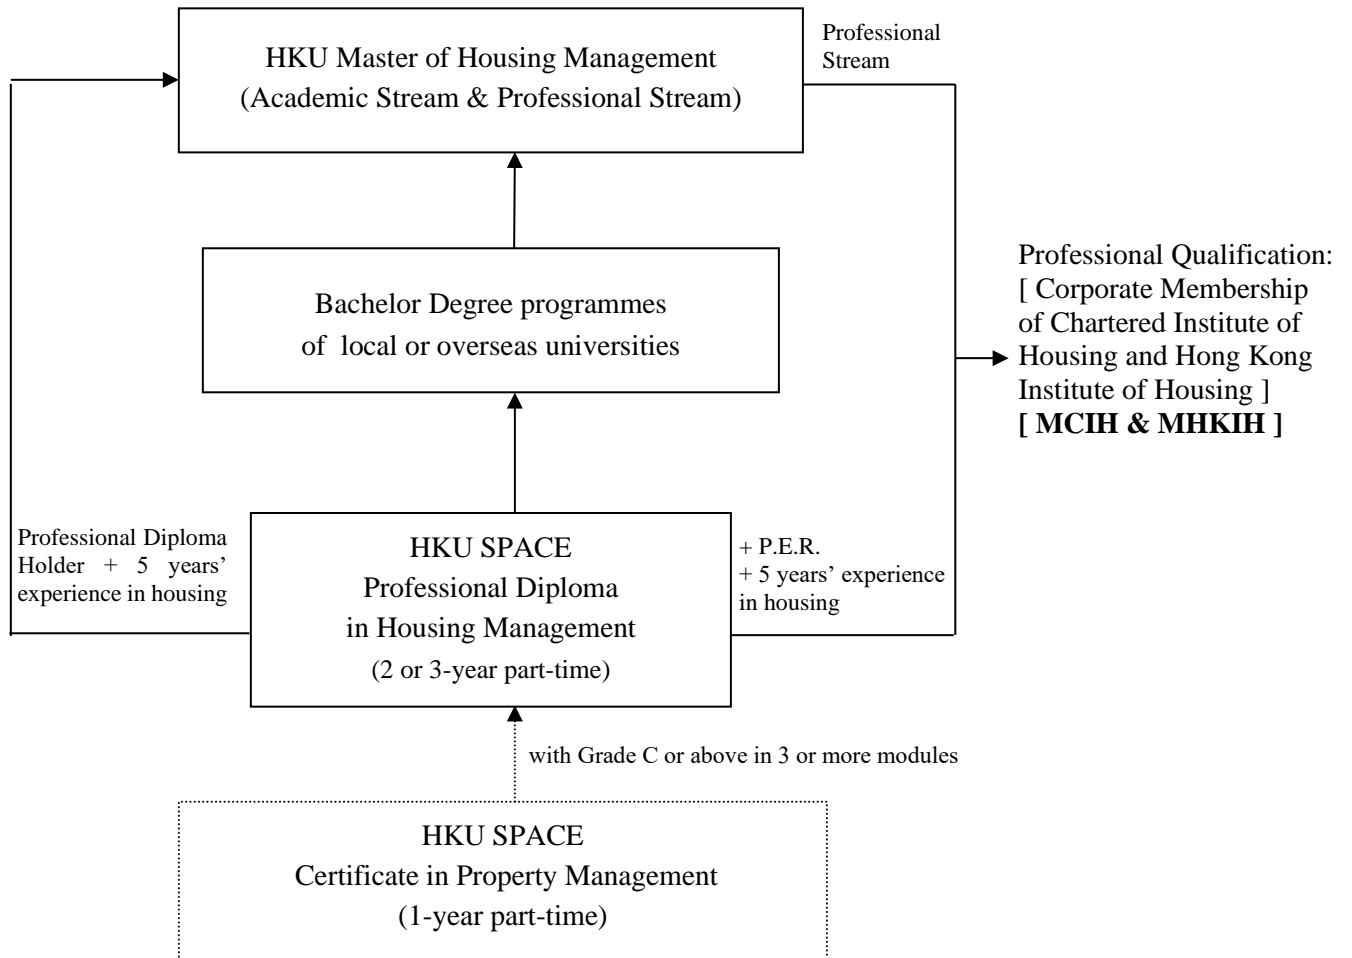 Professional
Stream
HKU Master of Housing Management
(Academic Stream & Professional Stream)
Bachelor Degree programmes
of local or overseas universities
Professional Qualification:
[ Corporate Membership
of Chartered Institute of
Housing and Hong Kong
Institute of Housing ]
[ MCIH & MHKIH ]
Professional Diploma
Holder + 5 years’
experience in housing
HKU SPACE
Professional Diploma
in Housing Management
(2 or 3-year part-time)
+ P.E.R.
+ 5 years’ experience
in housing
with Grade C or above in 3 or more modules
HKU SPACE
Certificate in Property Management
(1-year part-time)